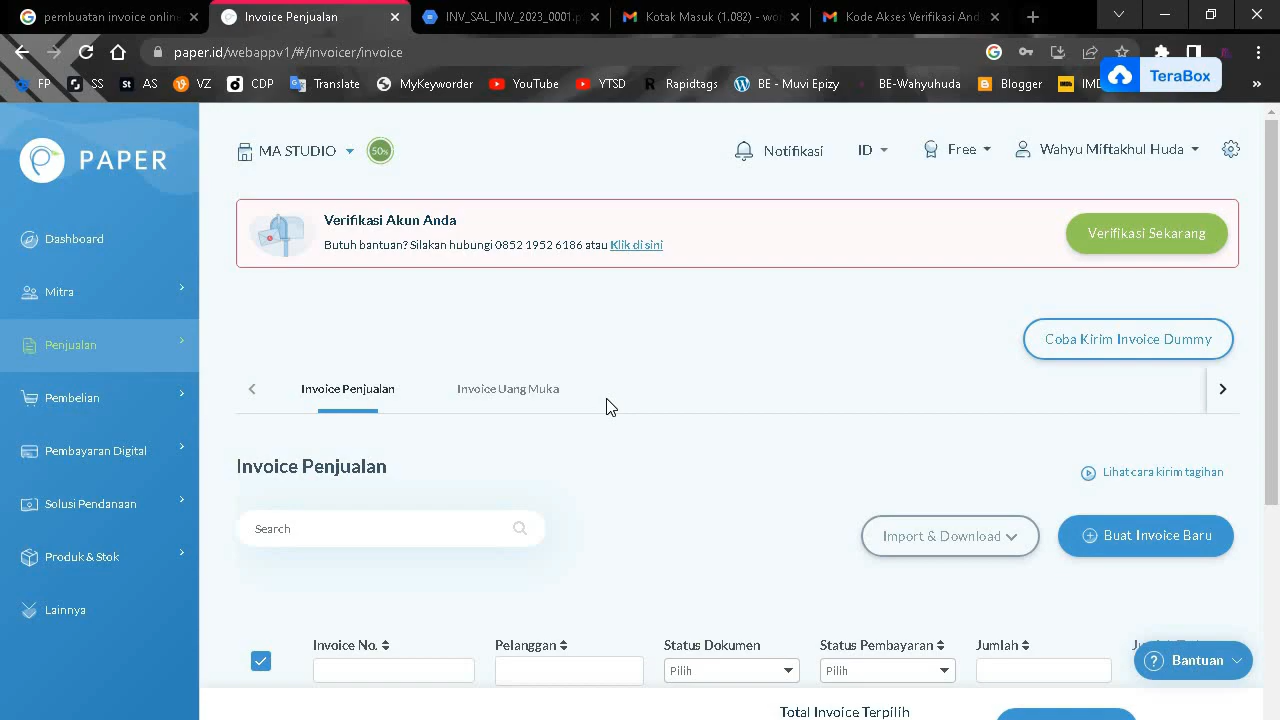 pembuatan invoice online
Invoice Penjualan
INV_SAL_INV_2023_0001.p
Kotak Masuk (1,082) - wor
Kode Akses Verifikasi And
paper.id/webappv1/#/invoicer/invoice
FP
SS
AS
VZ
CDP
Translate
MyKeyworder
YouTube
YTSD
Rapidtags
BE - Muvi Epizy
BE-Wahyuhuda
Blogger
IMD
TeraBox
PAPER
MA STUDIO
50%
Notifikasi
ID
Free
Wahyu Miftakhul Huda
Verifikasi Akun Anda
Butuh bantuan? Silakan hubungi 0852 1952 6186 atau Klik di sini
Verifikasi Sekarang
Dashboard
Mitra
Penjualan
Pembelian
Pembayaran Digital
Solusi Pendanaan
Produk & Stok
Lainnya
Coba Kirim Invoice Dummy
Invoice Penjualan
Invoice Uang Muka
Invoice Penjualan
Lihat cara kirim tagihan
Search
Import & Download
Buat Invoice Baru
Invoice No.
Pelanggan
Status Dokumen
Status Pembayaran
Jumlah
Pilih
Pilih
Bantuan
Total Invoice Terpilih